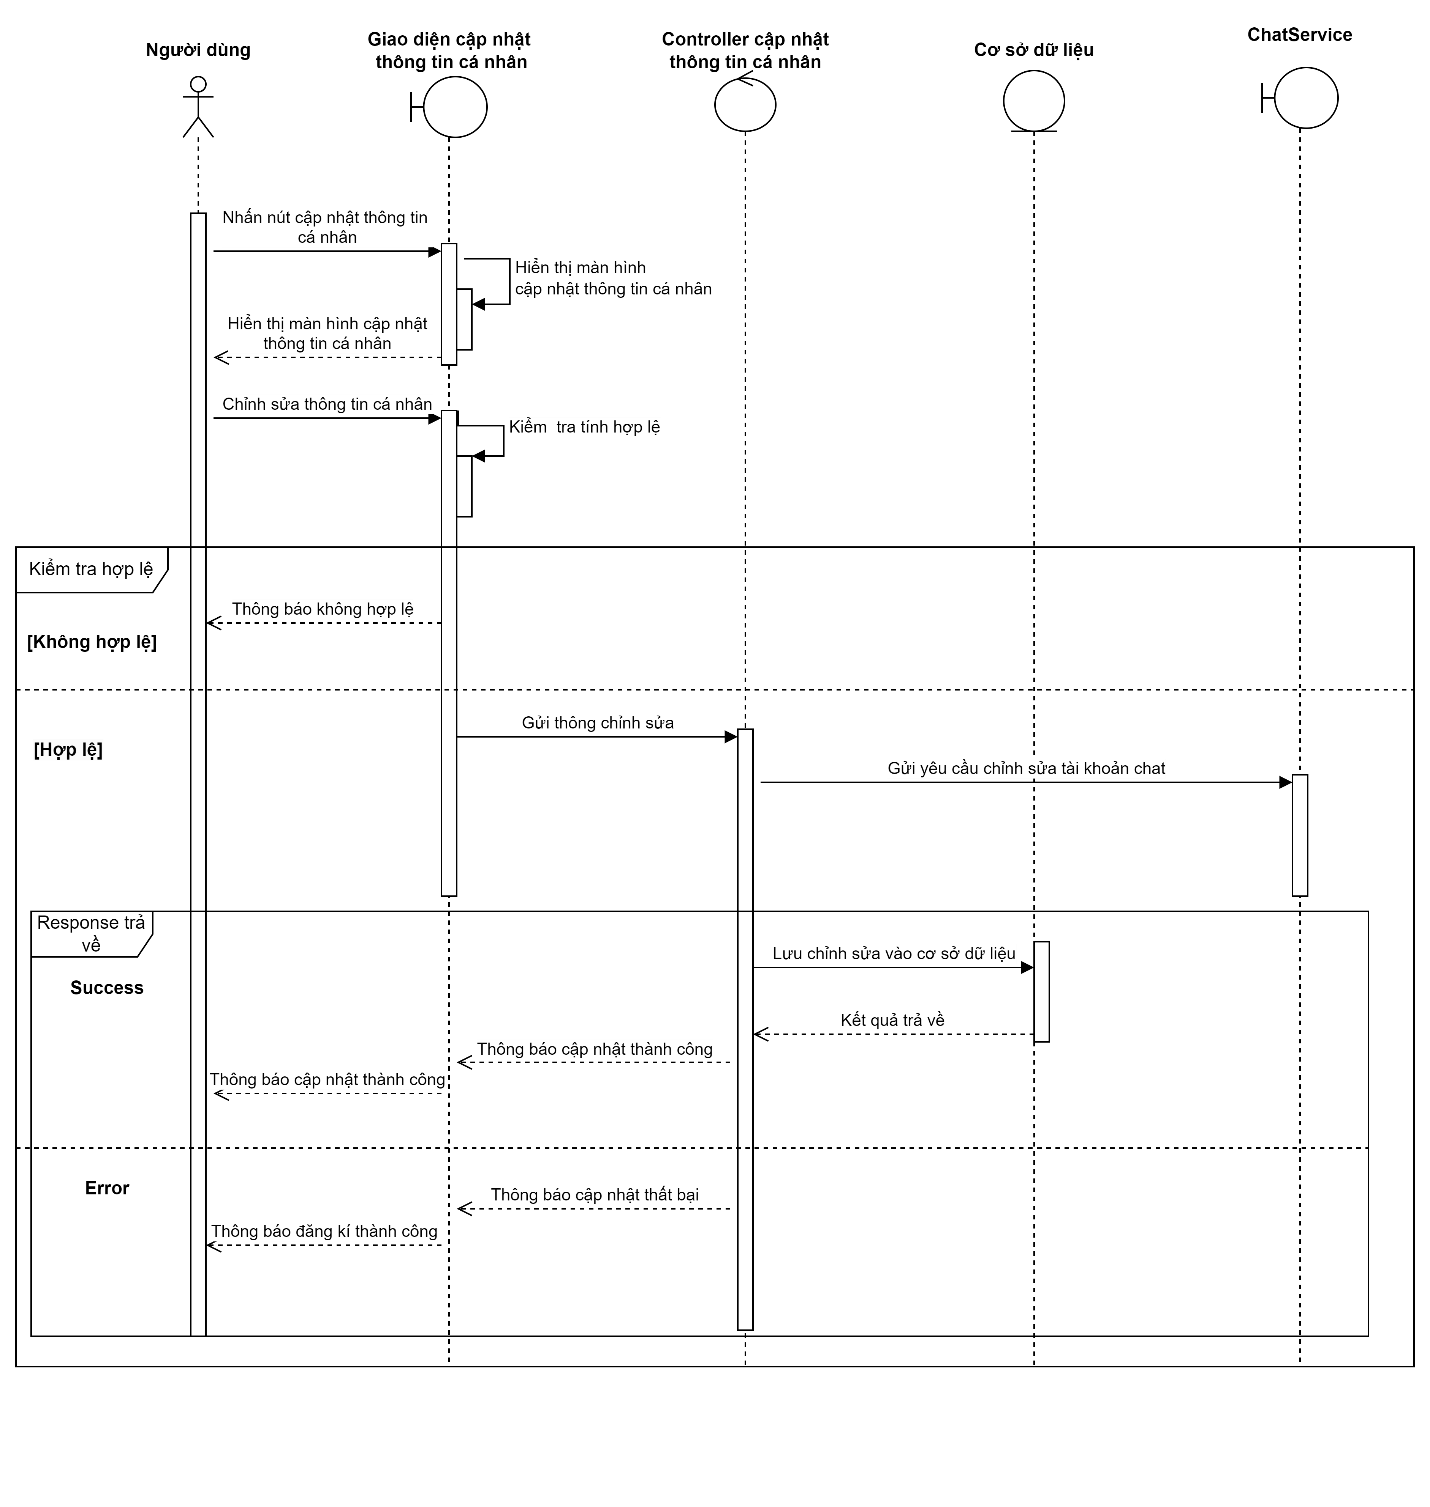 Người dùng
Giao diện cập nhật
thông tin cá nhân
Controller cập nhật
thông tin cá nhân
Cơ sở dữ liệu
ChatService
Nhấn nút cập nhật thông tin
cá nhân
Hiển thị màn hình
cập nhật thông tin cá nhân
Hiển thị màn hình cập nhật
thông tin cá nhân
Chỉnh sửa thông tin cá nhân
Kiểm tra tính hợp lệ
Kiểm tra hợp lệ
Thông báo không hợp lệ
[Không hợp lệ]
Gửi thông chỉnh sửa
[Hợp lệ]
Gửi yêu cầu chỉnh sửa tài khoản chat
Response trả
về
Lưu chỉnh sửa vào cơ sở dữ liệu
Success
Kết quả trả về
Thông báo cập nhật thành công
Thông báo cập nhật thành công
Error
Thông báo cập nhật thất bại
Thông báo đăng kí thành công